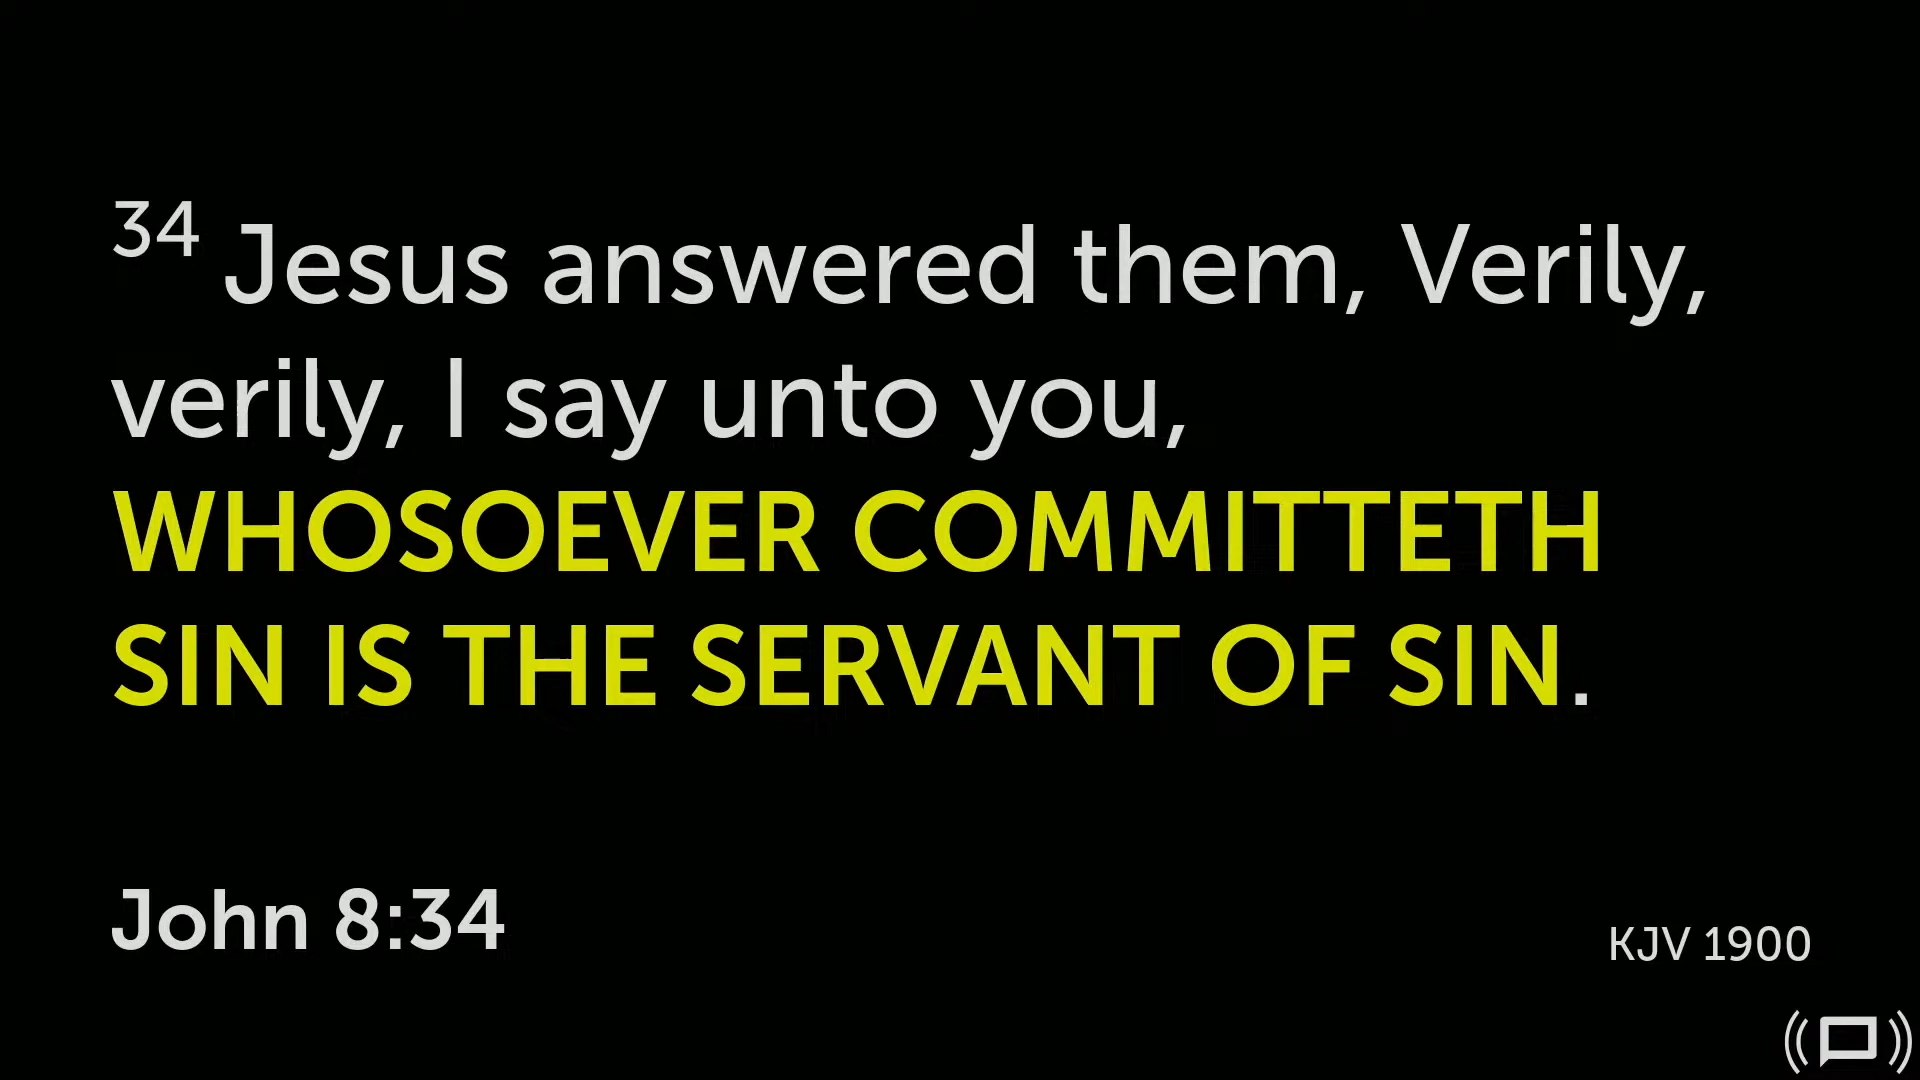 34 Jesus answered them, Verily,
verily, I say unto you,
WHOSOEVER COMMITTETH
SIN IS THE SERVANT OF SIN.
John 8:34
KJV 1900